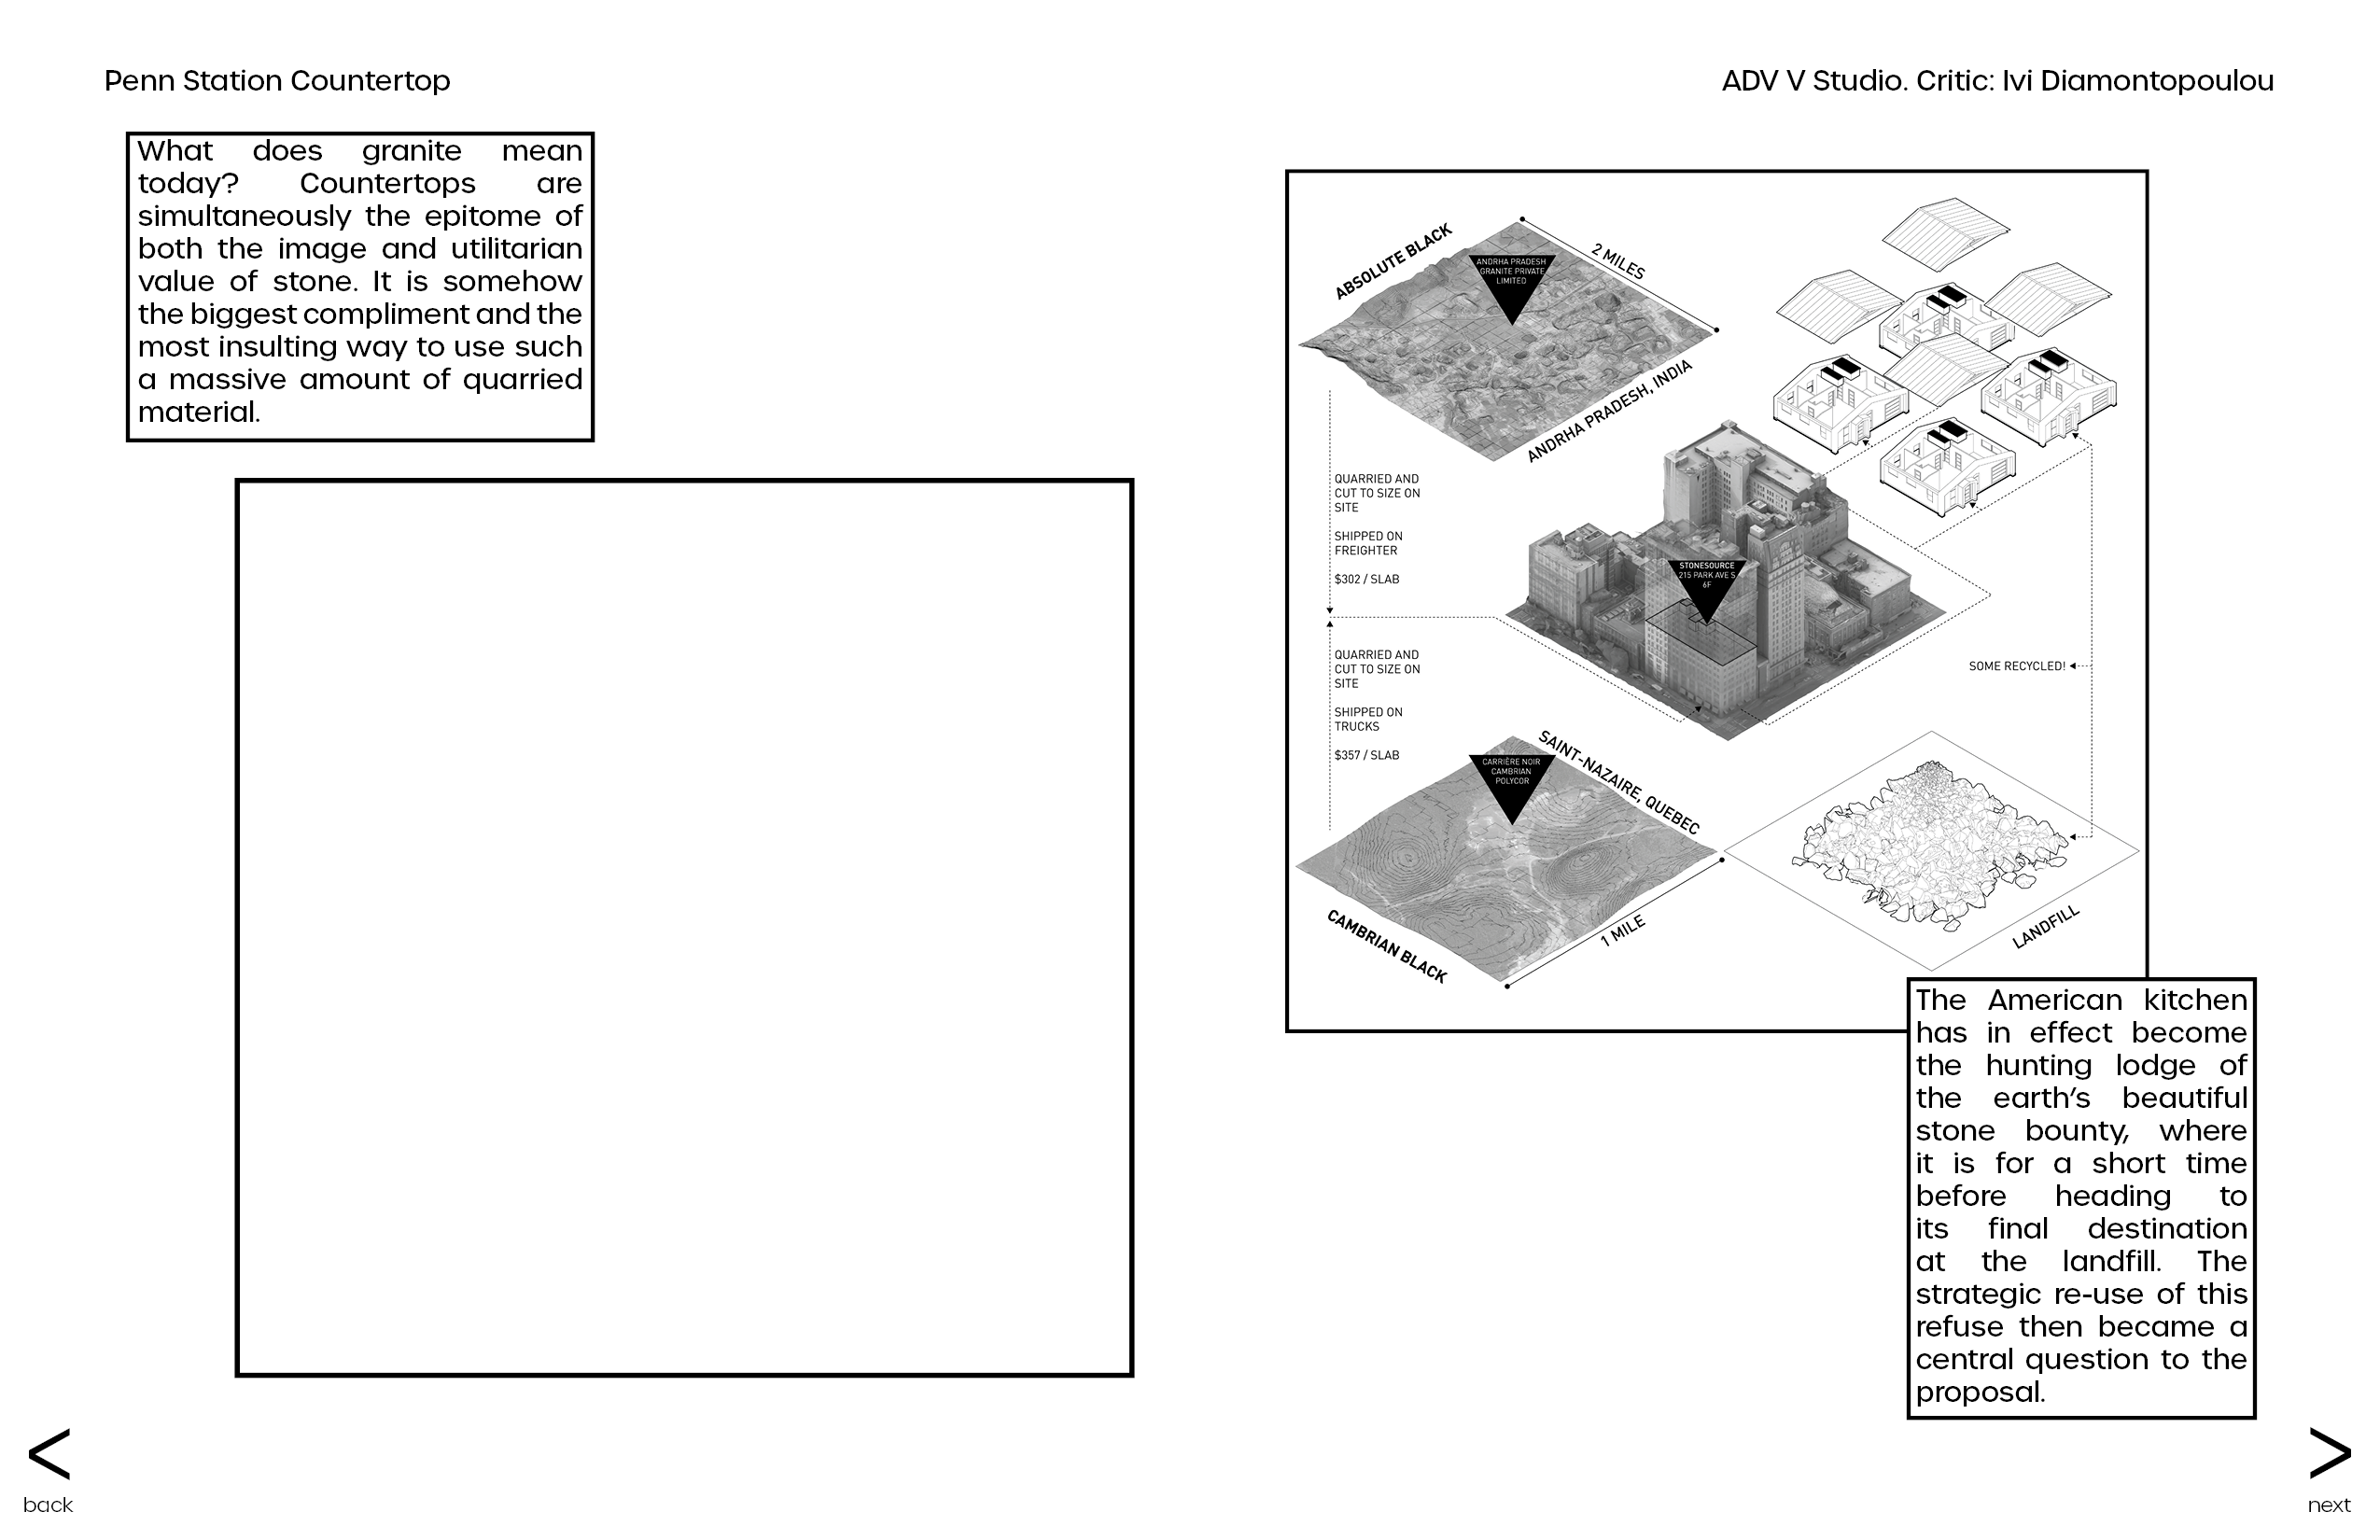 Penn Station Countertop
ADV V Studio. Critic: Ivi Diamontopoulou
What does granite mean
today? Countertops are
simultaneously the epitome of
both the image and utilitarian
value of stone. It is somehow
the biggest compliment and the
most insulting way to use such
a massive amount of quarried
material.
ABSOLUTE BLACK
2 MILES
ANDRHA PRADESH
GRANITE PRIVATE
LIMITED
ANDRHA PRADESH, INDIA
QUARRIED AND
CUT TO SIZE ON
SITE
SHIPPED ON
FREIGHTER
$302 / SLAB
STONESOURCE
215 PARK AVE S
6F
QUARRIED AND
CUT TO SIZE ON
SITE
SHIPPED ON
TRUCKS
$357 / SLAB
SOME RECYCLED!
SAINT-NAZAIRE, QUEBEC
CARRIÈRE NOIR
CAMBRIAN
POLYCOR
CAMBRIAN BLACK
1 MILE
LANDFILL
The American kitchen
has in effect become
the hunting lodge of
the earth’s beautiful
stone bounty, where
it is for a short time
before heading to
its final destination
at the landfill. The
strategic re-use of this
refuse then became a
central question to the
proposal.
<
back
>
next